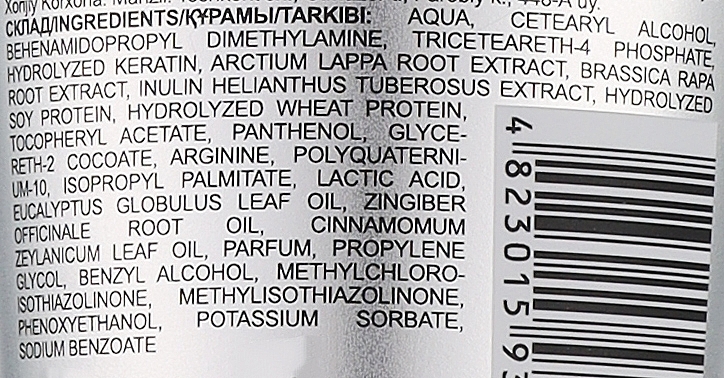 СКЛАД/INGREDIENTS/ҚҰРАМЫ/TARKIBI: AQUA, CETEARYL ALCOHOL,
BEHENAMIDOPROPYL DIMETHYLAMINE, TRICETEARETH-4 PHOSPHATE,
HYDROLYZED KERATIN, ARCTIUM LAPPA ROOT EXTRACT, BRASSICA RAPA
ROOT EXTRACT, INULIN HELIANTHUS TUBEROSUS EXTRACT, HYDROLYZED
SOY PROTEIN, HYDROLYZED WHEAT PROTEIN,
TOCOPHERYL ACETATE, PANTHENOL, GLYCE-
RETH-2 COCOATE, ARGININE, POLYQUATERNI-
UM-10, ISOPROPYL PALMITATE, LACTIC ACID,
EUCALYPTUS GLOBULUS LEAF OIL, ZINGIBER
OFFICINALE ROOT OIL, CINNAMOMUM
ZEYLANICUM LEAF OIL, PARFUM, PROPYLENE
GLYCOL, BENZYL ALCOHOL, METHYLCHLORO-
ISOTHIAZOLINONE, METHYLISOTHIAZOLINONE,
PHENOXYETHANOL, POTASSIUM SORBATE,
SODIUM BENZOATE
4 823015 93